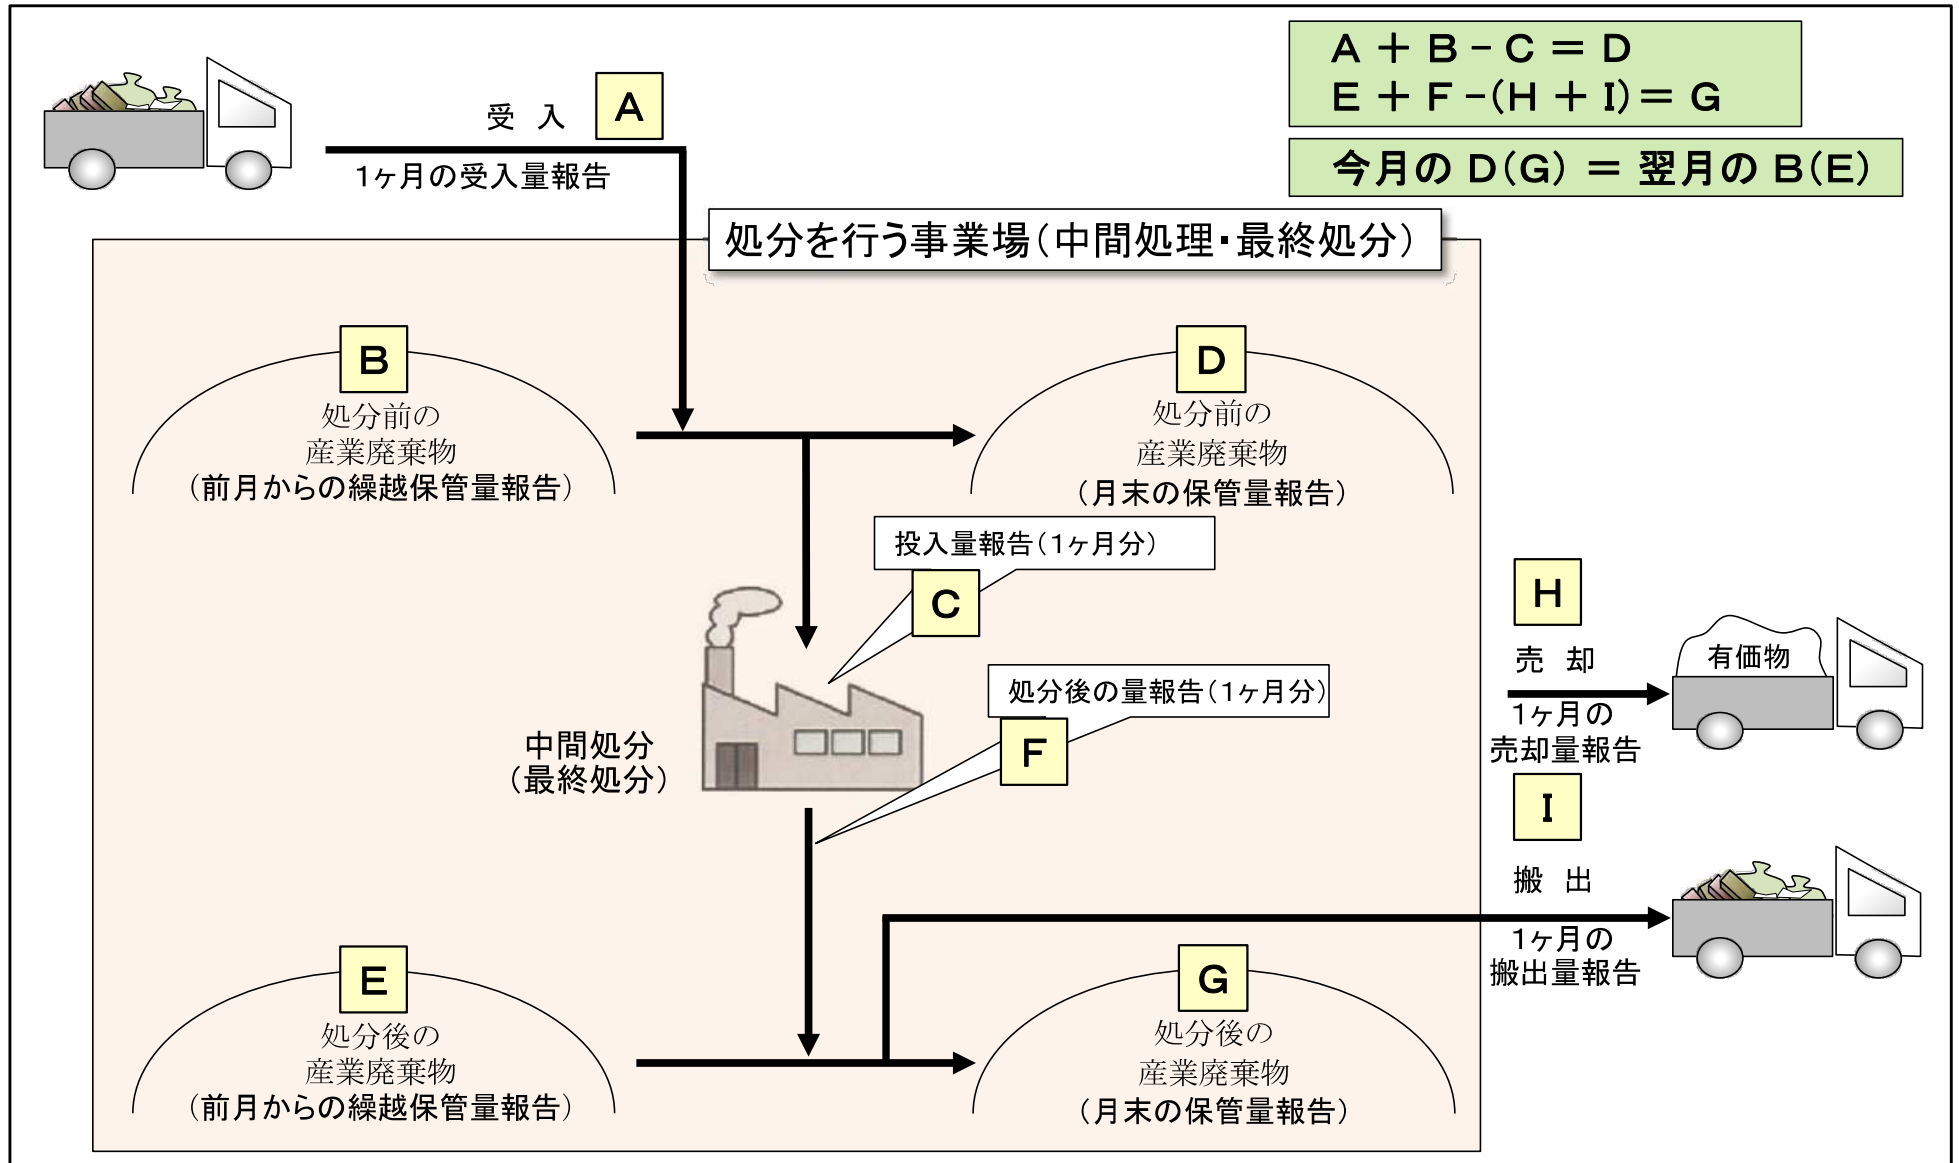 A + B - C = D
E + F -(H + I)= G
今月の D(G) = 翌月の B(E)
受 入
A
1ヶ月の受入量報告
処分を行う事業場(中間処理・最終処分)
B
処分前の
産業廃棄物
(前月からの繰越保管量報告)
D
処分前の
産業廃棄物
(月末の保管量報告)
投入量報告(1ヶ月分)
C
処分後の量報告(1ヶ月分)
F
中間処分
(最終処分)
H
売 却
有価物
1ヶ月の
売却量報告
I
搬 出
1ヶ月の
搬出量報告
E
処分後の
産業廃棄物
(前月からの繰越保管量報告)
G
処分後の
産業廃棄物
(月末の保管量報告)